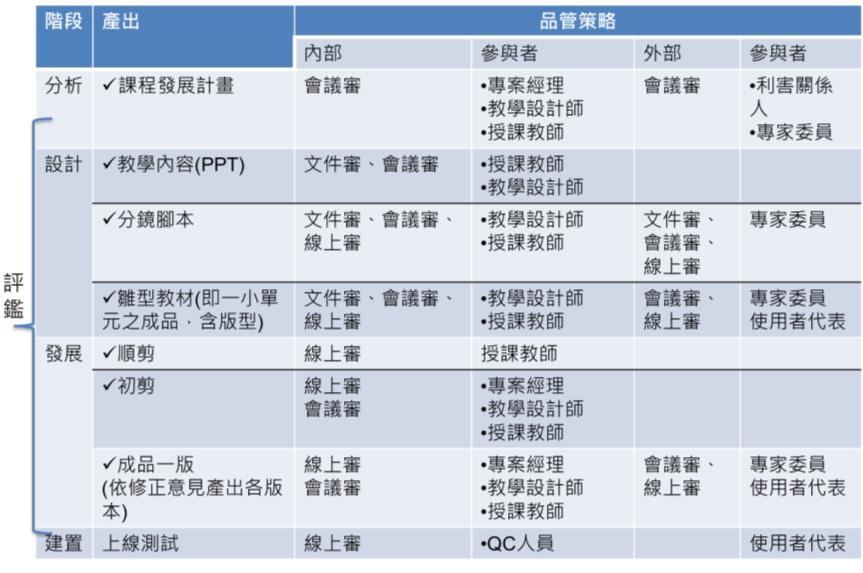 階段 產出 品管策略
內部 參與者 外部 參與者
分析 ✓課程發展計畫 會議審 •專案經理 會議審 •利害關係
•教學設計師 人
•授課教師 •專家委員
設計 ✓教學內容(PPT) 文件審、會議審 •授課教師
•教學設計師
✓分鏡腳本 文件審、會議審、 •教學設計師 文件審、 專家委員
線上審 •授課教師 會議審、
線上審
評
鑑
✓雛型教材(即一小單 文件審、會議審、 •教學設計師 會議審、 專家委員
元之成品，含版型) 線上審 •授課教師 線上審 使用者代表
發展 ✓順剪 線上審 授課教師
✓初剪 線上審 •專案經理
會議審 •教學設計師
•授課教師
✓成品一版 線上審 •專案經理 會議審、 專家委員
(依修正意見產出各版 會議審 •教學設計師 線上審 使用者代表
本) •授課教師
建置 上線測試 線上審 •QC人員 使用者代表